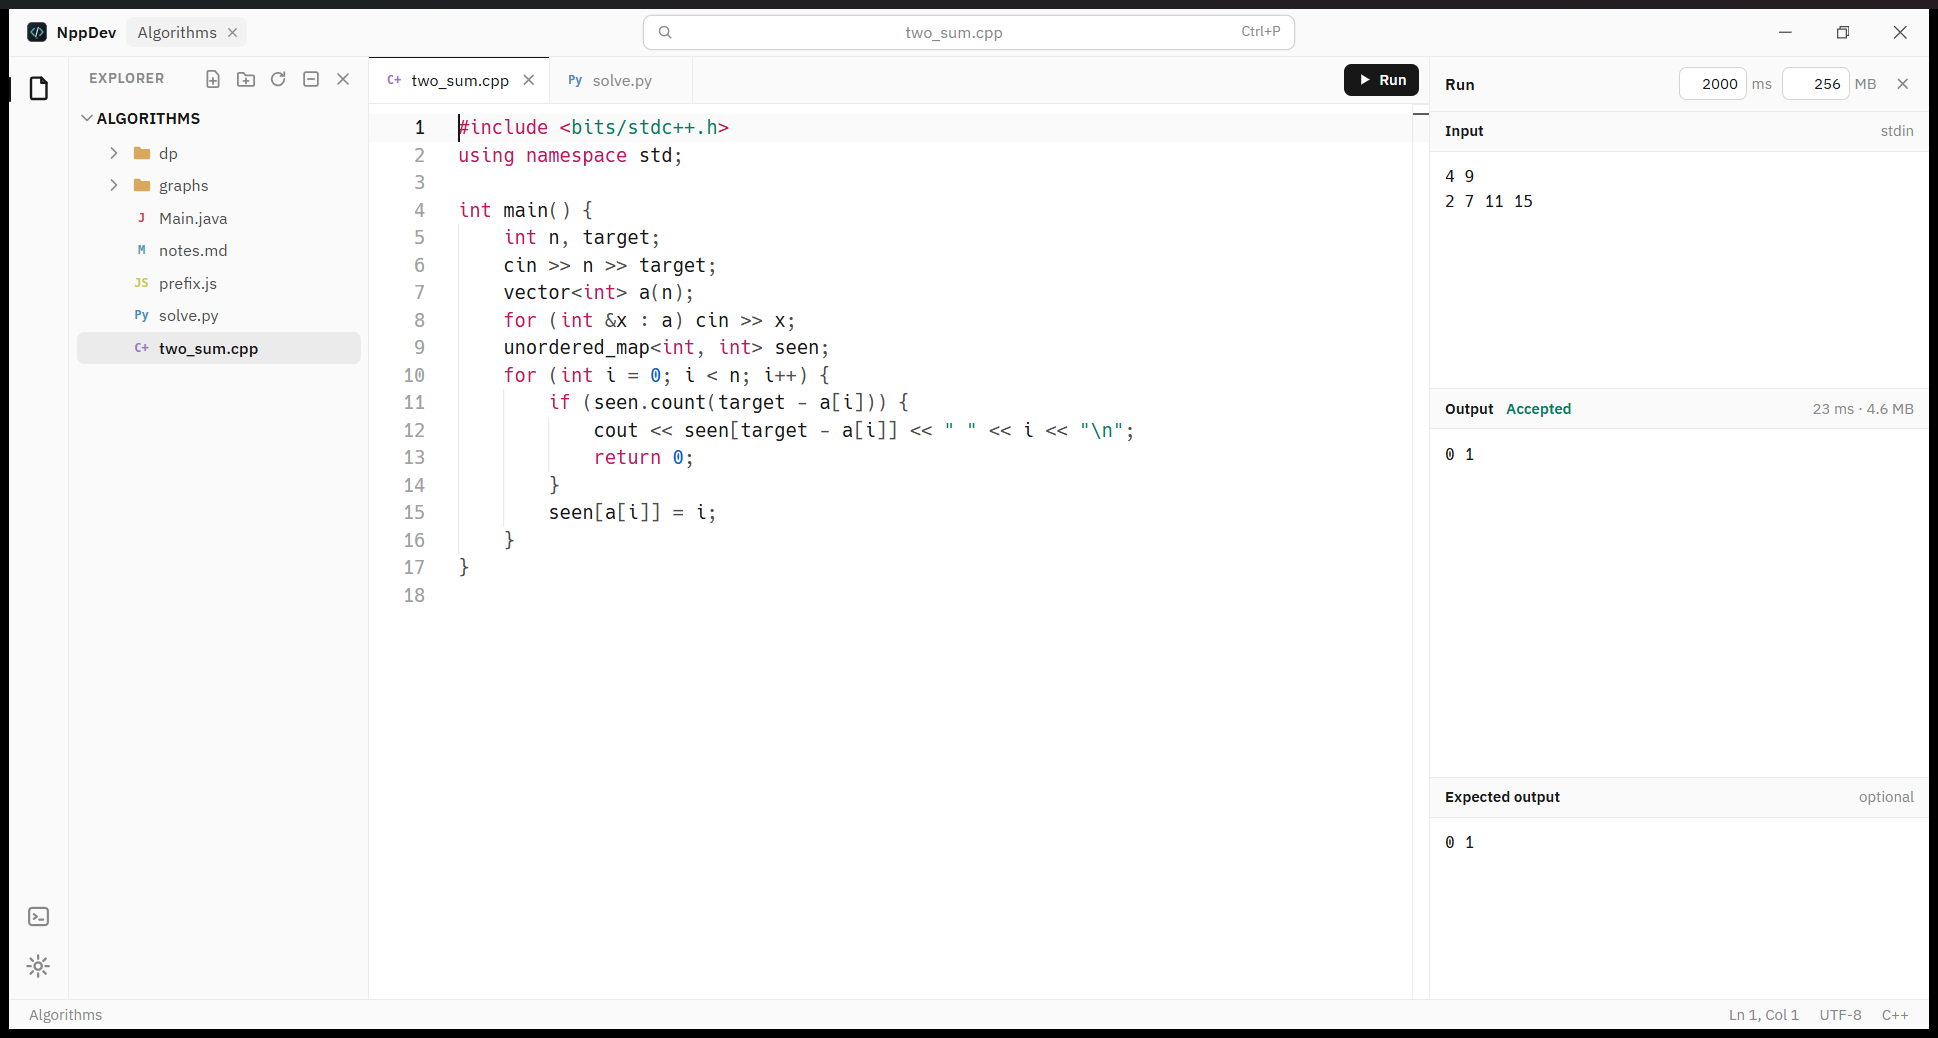 NppDev
Algorithms
two_sum.cpp
Ctrl+P
EXPLORER
ALGORITHMS
dp
graphs
J Main.java
M notes.md
JS prefix.js
Py solve.py
C+ two_sum.cpp
C+ two_sum.cpp
Py solve.py
Run
1 #include <bits/stdc++.h>
2 using namespace std;
3
4 int main() {
5     int n, target;
6     cin >> n >> target;
7     vector<int> a(n);
8     for (int &x : a) cin >> x;
9     unordered_map<int, int> seen;
10     for (int i = 0; i < n; i++) {
11         if (seen.count(target - a[i])) {
12             cout << seen[target - a[i]] << " " << i << "\n";
13             return 0;
14         }
15         seen[a[i]] = i;
16     }
17 }
18
Run
2000 ms
256 MB
Input
stdin
4 9
2 7 11 15
Output Accepted
23 ms · 4.6 MB
0 1
Expected output
optional
0 1
Algorithms
Ln 1, Col 1
UTF-8
C++